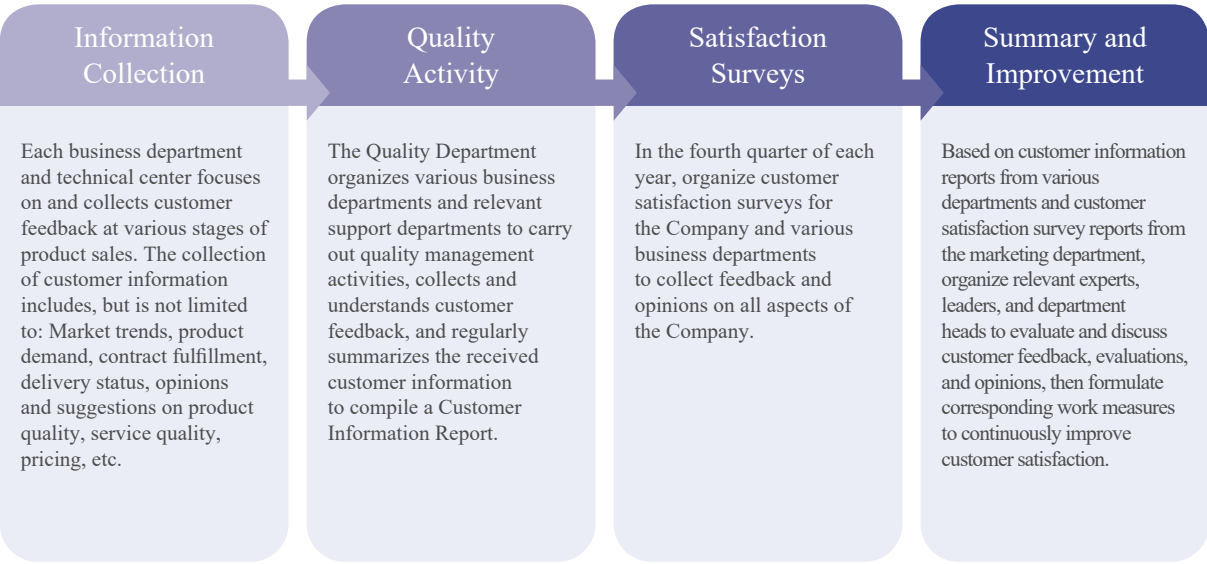 Information
Collection
Each business department
and technical center focuses
on and collects customer
feedback at various stages of
product sales. The collection
of customer information
includes, but is not limited
to: Market trends, product
demand, contract fulfillment,
delivery status, opinions
and suggestions on product
quality, service quality,
pricing, etc.
Quality
Activity
The Quality Department
organizes various business
departments and relevant
support departments to carry
out quality management
activities, collects and
understands customer
feedback, and regularly
summarizes the received
customer information
to compile a Customer
Information Report.
Satisfaction
Surveys
In the fourth quarter of each
year, organize customer
satisfaction surveys for
the Company and various
business departments
to collect feedback and
opinions on all aspects of
the Company.
Summary and
Improvement
Based on customer information
reports from various
departments and customer
satisfaction survey reports from
the marketing department,
organize relevant experts,
leaders, and department
heads to evaluate and discuss
customer feedback, evaluations,
and opinions, then formulate
corresponding work measures
to continuously improve
customer satisfaction.